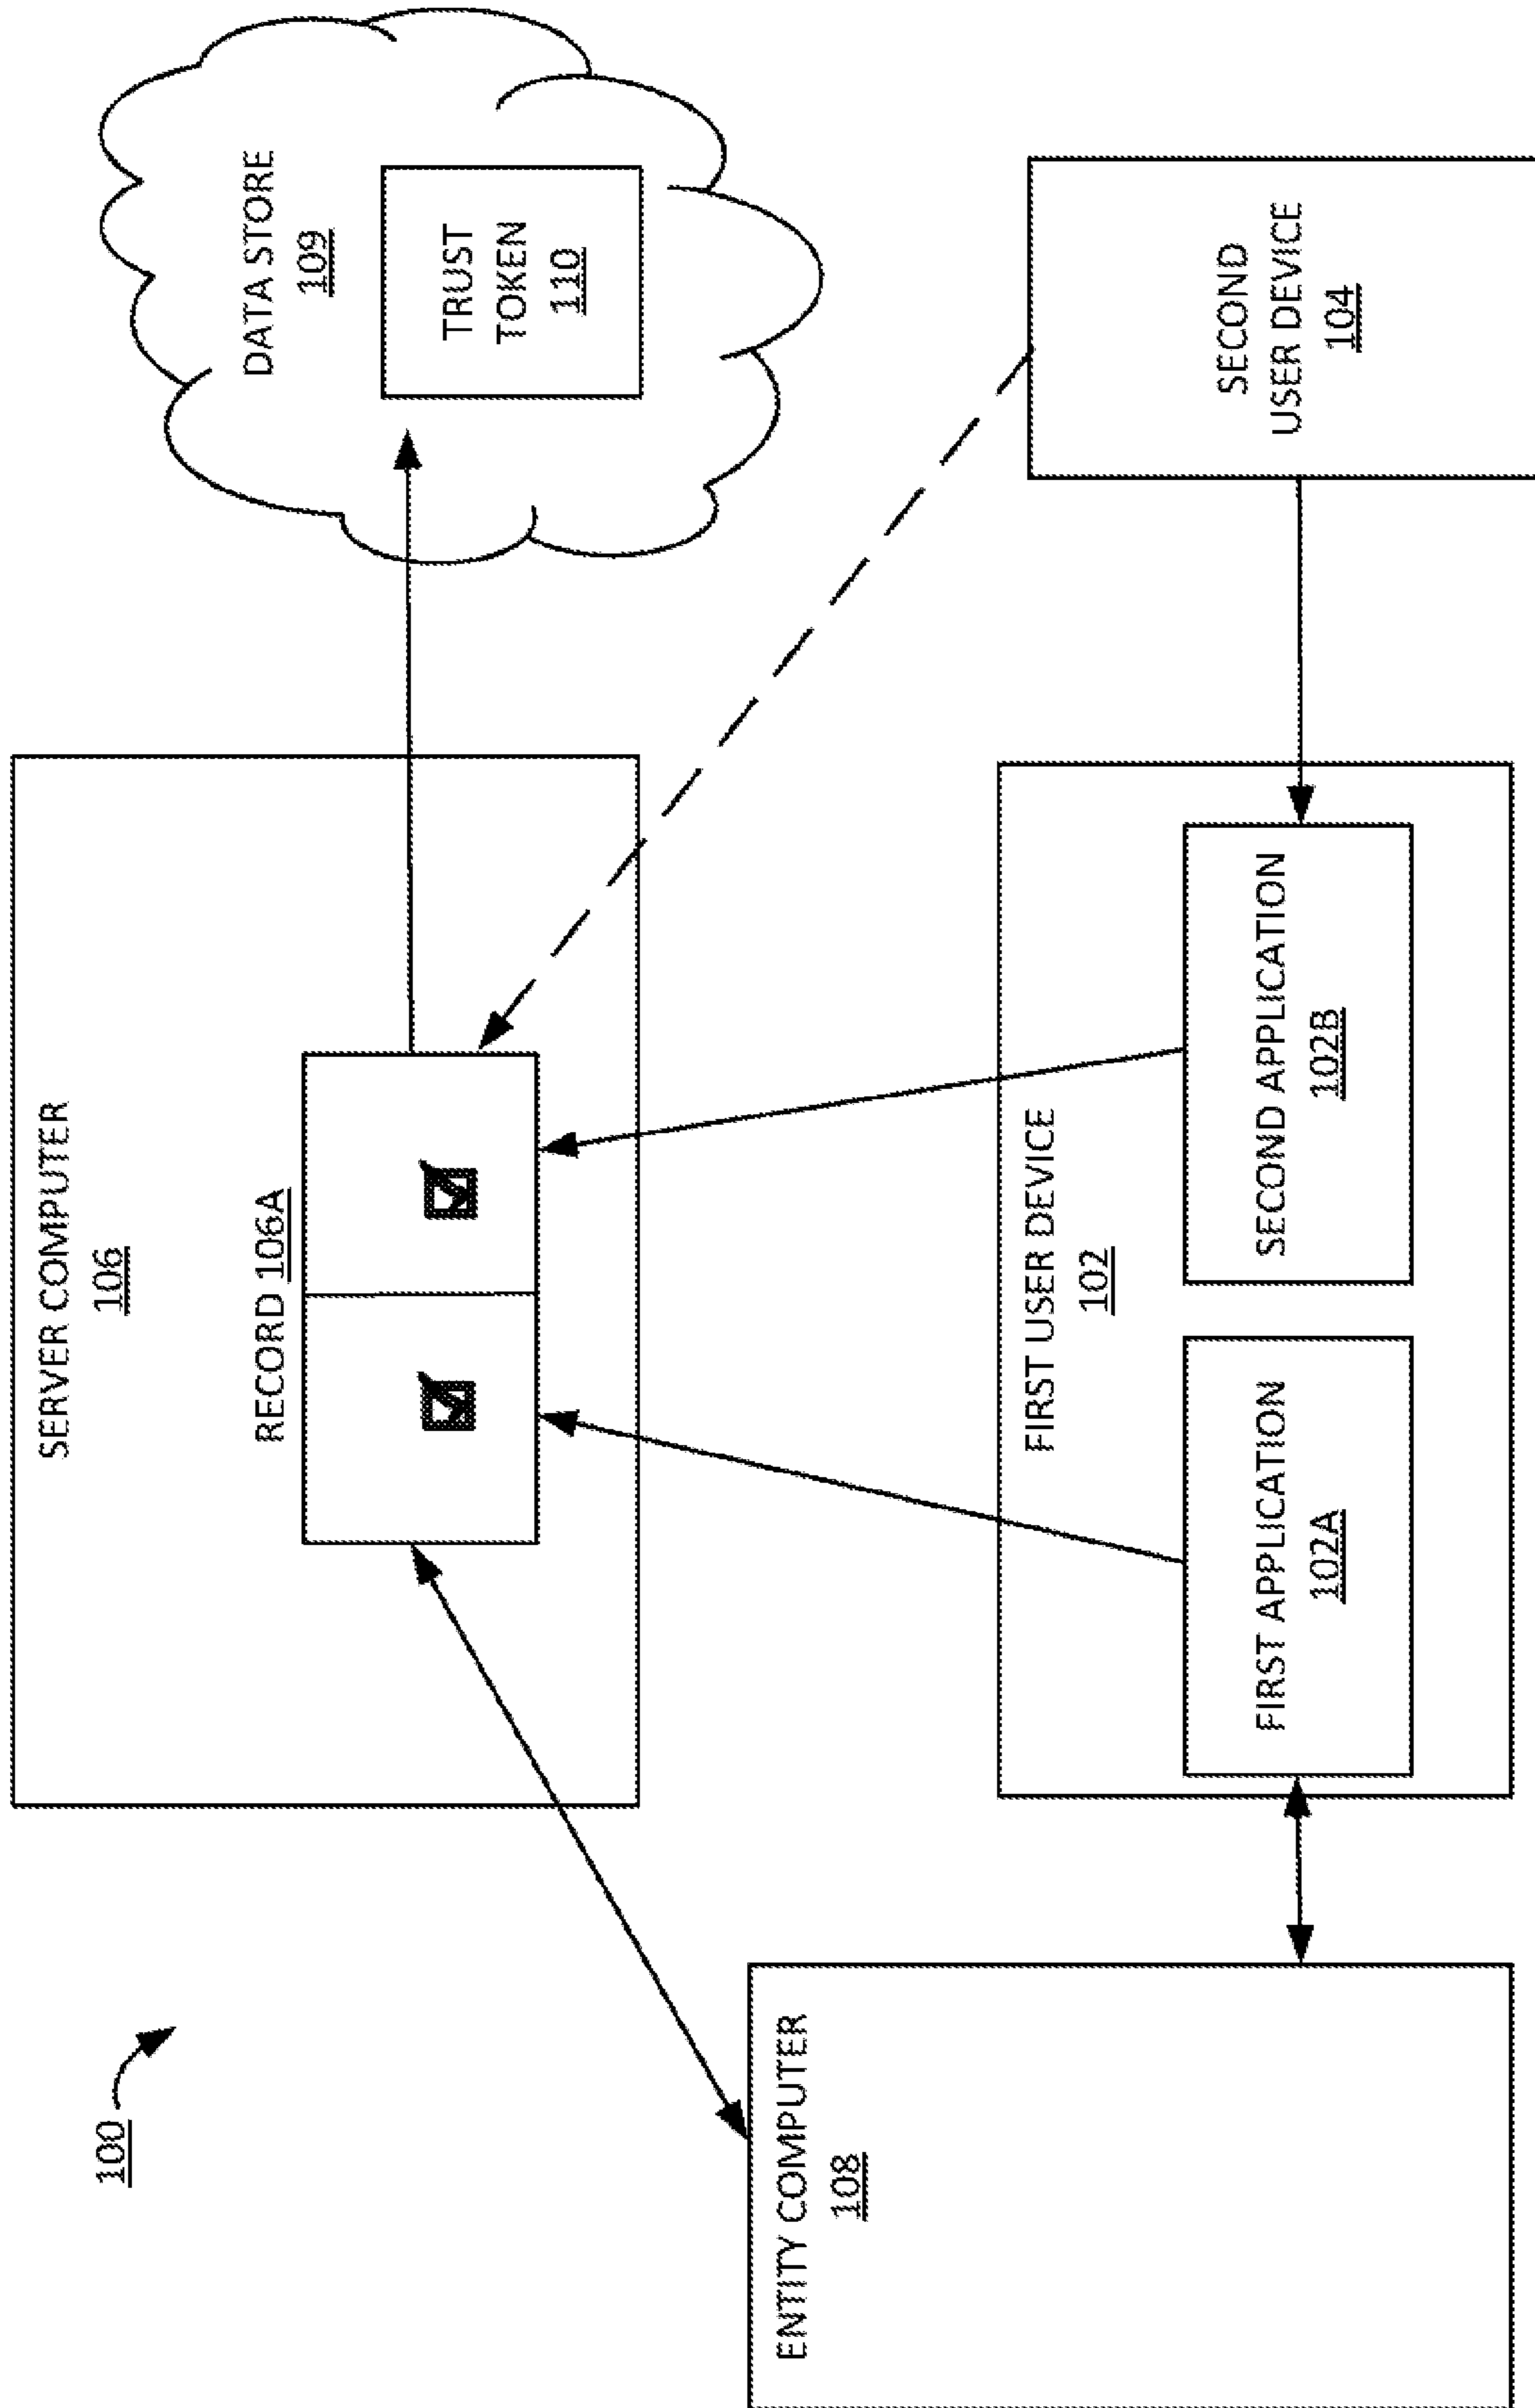 100
SERVER COMPUTER
106
RECORD 106A
DATA STORE
109
TRUST
TOKEN
110
ENTITY COMPUTER
108
FIRST USER DEVICE
102
FIRST APPLICATION
102A
SECOND APPLICATION
102B
SECOND
USER DEVICE
104